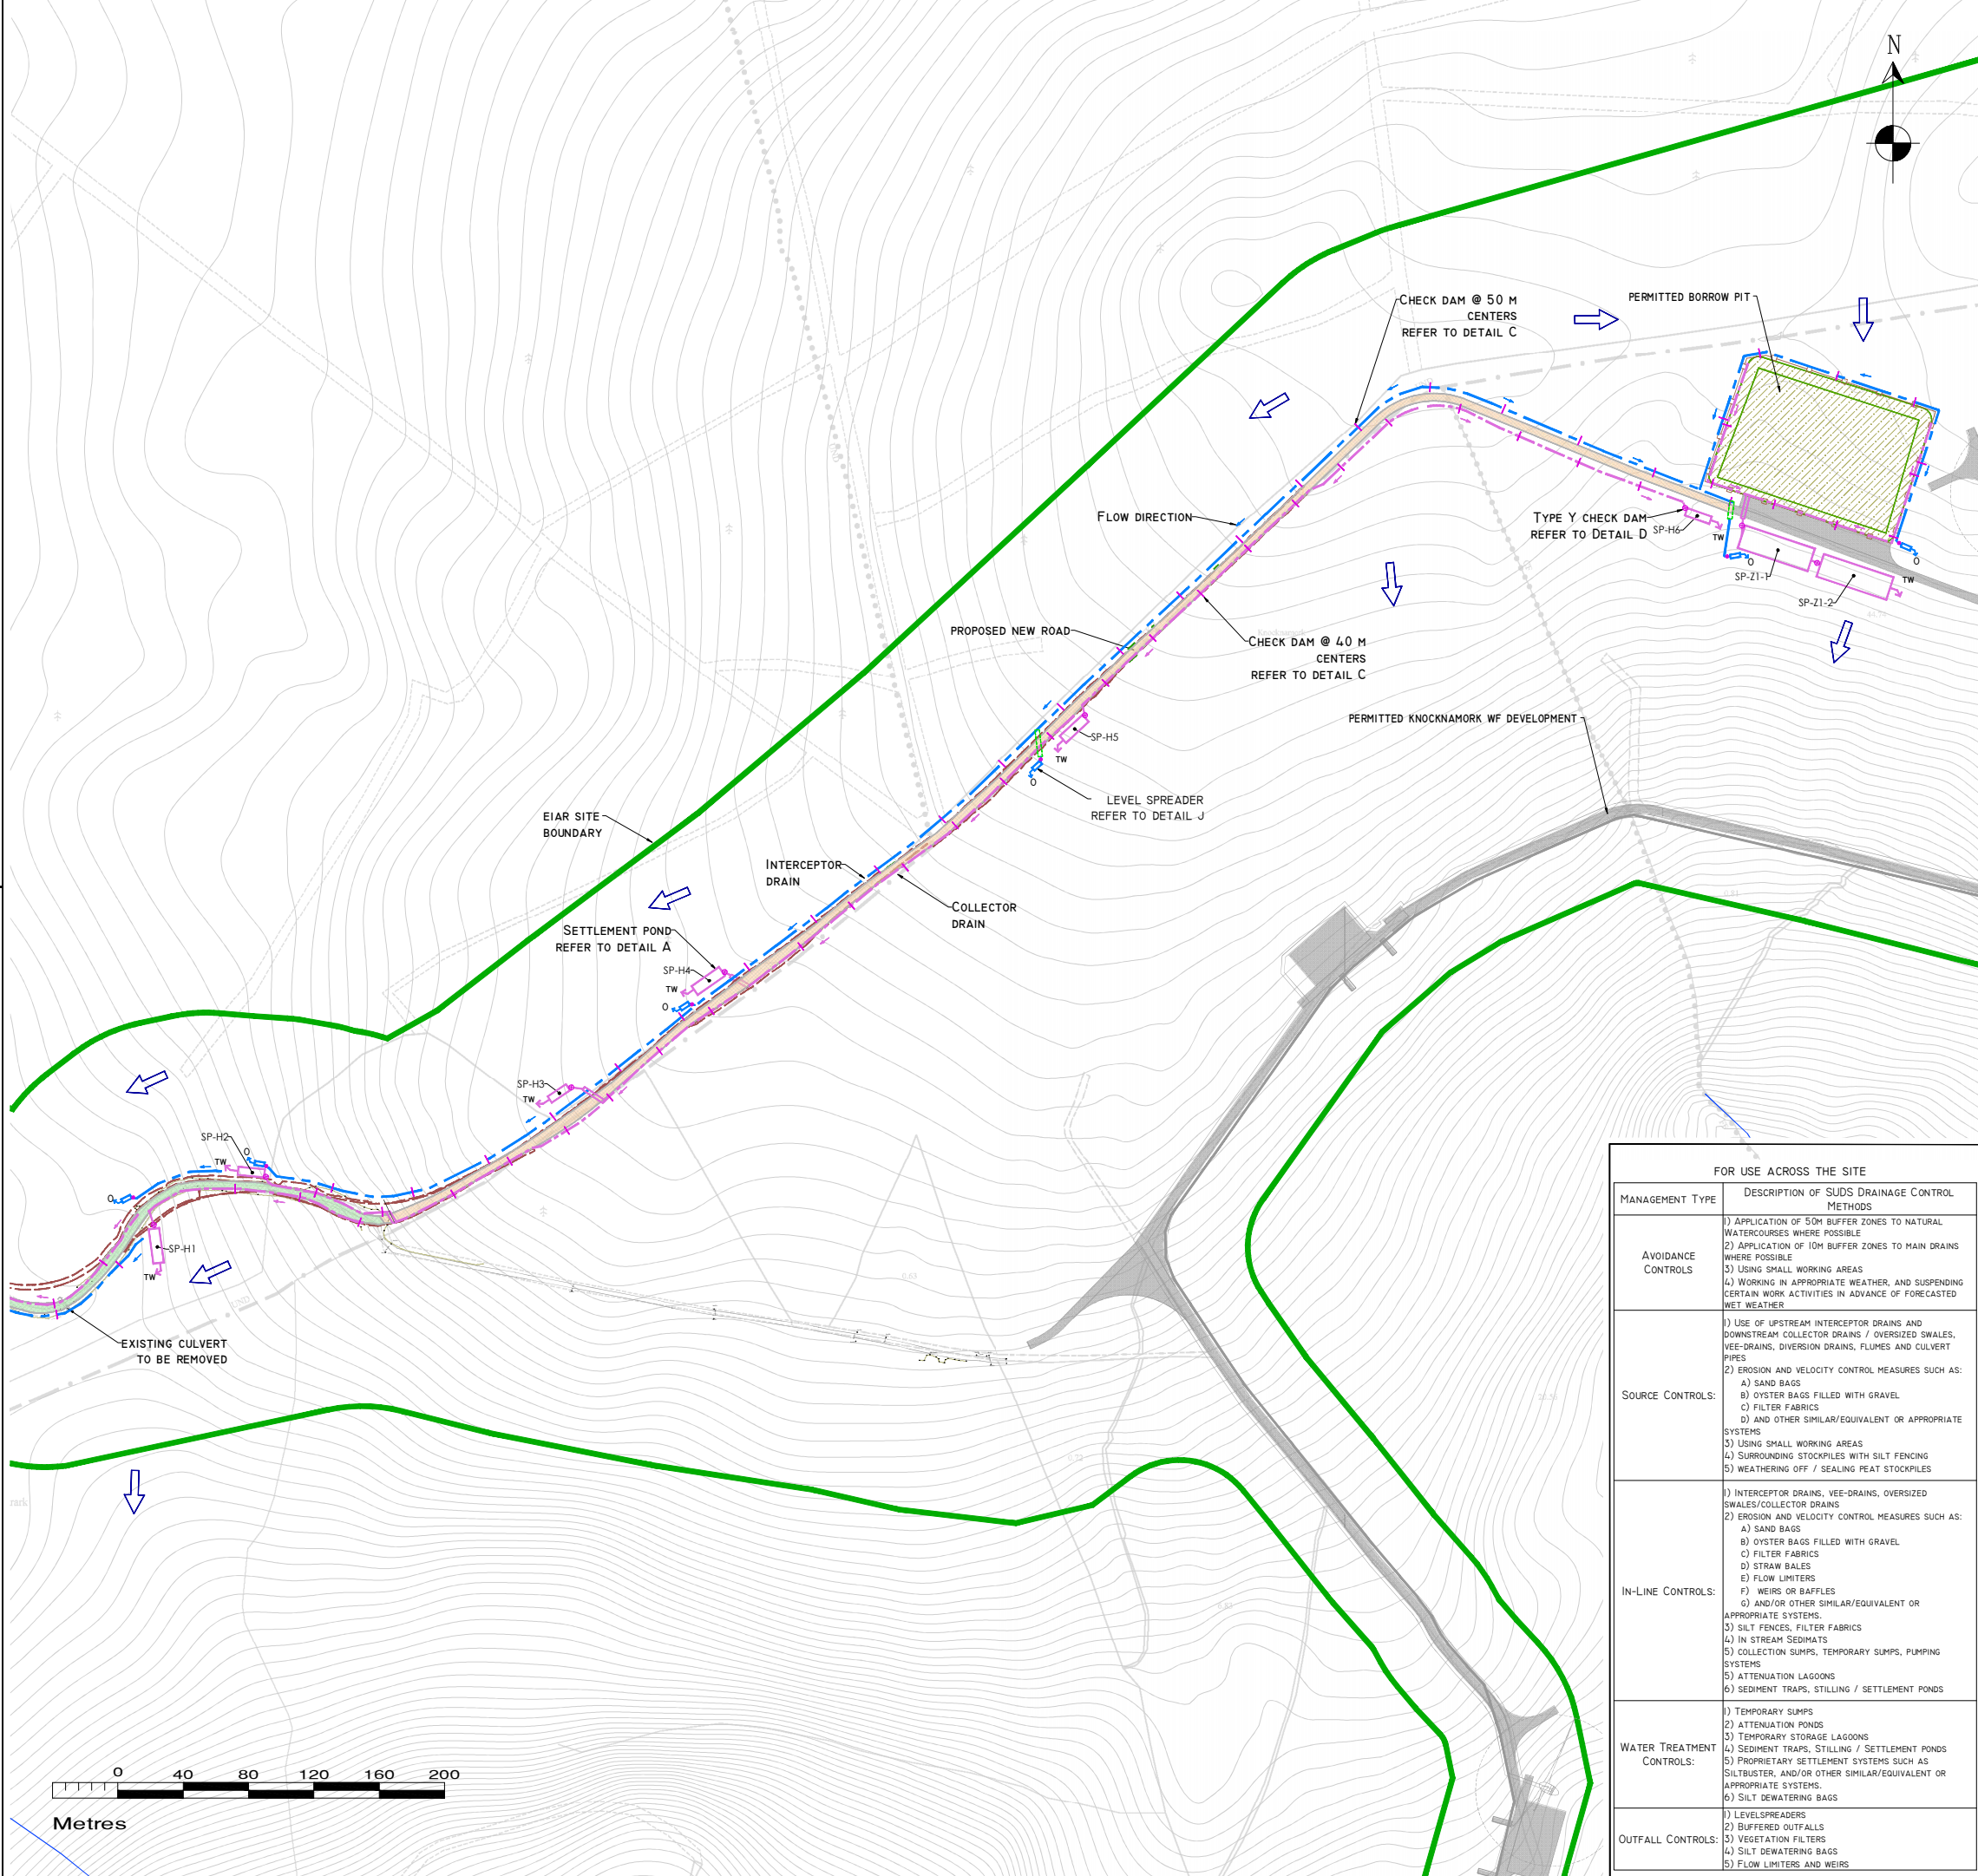 N
CHECK DAM @ 50 M
CENTERS
REFER TO DETAIL C
PERMITTED BORROW PIT
FLOW DIRECTION
TYPE Y CHECK DAM
REFER TO DETAIL D
SP-H6
TW
O
SP-Z1-1
O
TW
SP-Z1-2
PROPOSED NEW ROAD
CHECK DAM @ 40 M
CENTERS
REFER TO DETAIL C
PERMITTED KNOCKNAMORK WF DEVELOPMENT
SP-H5
TW
O
LEVEL SPREADER
REFER TO DETAIL J
EIAR SITE
BOUNDARY
INTERCEPTOR
DRAIN
COLLECTOR
DRAIN
SETTLEMENT POND
REFER TO DETAIL A
SP-H4
TW
O
SP-H3
TW
SP-H2
O
TW
O
SP-H1
TW
EXISTING CULVERT
TO BE REMOVED
0.83
zark
0 40 80 120 160 200
Metres
FOR USE ACROSS THE SITE
MANAGEMENT TYPE
DESCRIPTION OF SUDS DRAINAGE CONTROL
METHODS
AVOIDANCE
CONTROLS
1) APPLICATION OF 50M BUFFER ZONES TO NATURAL
WATERCOURSES WHERE POSSIBLE
2) APPLICATION OF 10M BUFFER ZONES TO MAIN DRAINS
WHERE POSSIBLE
3) USING SMALL WORKING AREAS
4) WORKING IN APPROPRIATE WEATHER, AND SUSPENDING
CERTAIN WORK ACTIVITIES IN ADVANCE OF FORECASTED
WET WEATHER
SOURCE CONTROLS:
1) USE OF UPSTREAM INTERCEPTOR DRAINS AND
DOWNSTREAM COLLECTOR DRAINS / OVERSIZED SWALES,
VEE-DRAINS, DIVERSION DRAINS, FLUMES AND CULVERT
PIPES
2) EROSION AND VELOCITY CONTROL MEASURES SUCH AS:
A) SAND BAGS
B) OYSTER BAGS FILLED WITH GRAVEL
C) FILTER FABRICS
D) AND OTHER SIMILAR/EQUIVALENT OR APPROPRIATE
SYSTEMS
3) USING SMALL WORKING AREAS
4) SURROUNDING STOCKPILES WITH SILT FENCING
5) WEATHERING OFF / SEALING PEAT STOCKPILES
IN-LINE CONTROLS:
1) INTERCEPTOR DRAINS, VEE-DRAINS, OVERSIZED
SWALES/COLLECTOR DRAINS
2) EROSION AND VELOCITY CONTROL MEASURES SUCH AS:
A) SAND BAGS
B) OYSTER BAGS FILLED WITH GRAVEL
C) FILTER FABRICS
D) STRAW BALES
E) FLOW LIMITERS
F) WEIRS OR BAFFLES
G) AND/OR OTHER SIMILAR/EQUIVALENT OR
APPROPRIATE SYSTEMS.
3) SILT FENCES, FILTER FABRICS
4) IN STREAM SEDIMATS
5) COLLECTION SUMPS, TEMPORARY SUMPS, PUMPING
SYSTEMS
5) ATTENUATION LAGOONS
6) SEDIMENT TRAPS, STILLING / SETTLEMENT PONDS
WATER TREATMENT
CONTROLS:
1) TEMPORARY SUMPS
2) ATTENUATION PONDS
3) TEMPORARY STORAGE LAGOONS
4) SEDIMENT TRAPS, STILLING / SETTLEMENT PONDS
5) PROPRIETARY SETTLEMENT SYSTEMS SUCH AS
SILTBUSTER, AND/OR OTHER SIMILAR/EQUIVALENT OR
APPROPRIATE SYSTEMS.
6) SILT DEWATERING BAGS
OUTFALL CONTROLS:
1) LEVELSPREADERS
2) BUFFERED OUTFALLS
3) VEGETATION FILTERS
4) SILT DEWATERING BAGS
5) FLOW LIMITERS AND WEIRS